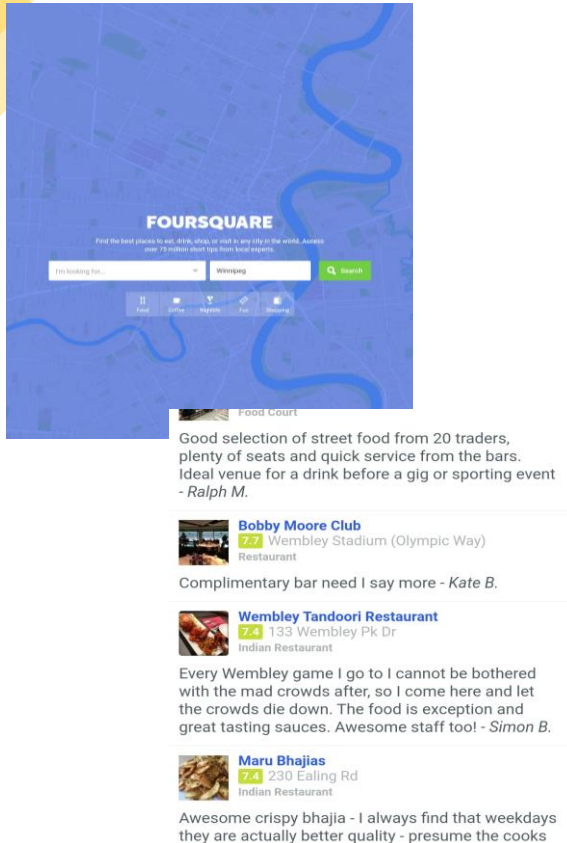 FOURSQUARE
Find the best places to eat, drink, shop, or visit in any city in the world. Access
over 75 million short tips from local experts.
I'm looking for... Winnipeg Search
Food Coffee Nightlife Fun Shopping
Food Court
Good selection of street food from 20 traders,
plenty of seats and quick service from the bars.
Ideal venue for a drink before a gig or sporting event
- Ralph M.
Bobby Moore Club
7.7 Wembley Stadium (Olympic Way)
Restaurant
Complimentary bar need I say more - Kate B.
Wembley Tandoori Restaurant
7.4 133 Wembley Pk Dr
Indian Restaurant
Every Wembley game I go to I cannot be bothered
with the mad crowds after, so I come here and let
the crowds die down. The food is exception and
great tasting sauces. Awesome staff too! - Simon B.
Maru Bhajias
7.4 230 Ealing Rd
Indian Restaurant
Awesome crispy bhajia - I always find that weekdays
they are actually better quality - presume the cooks